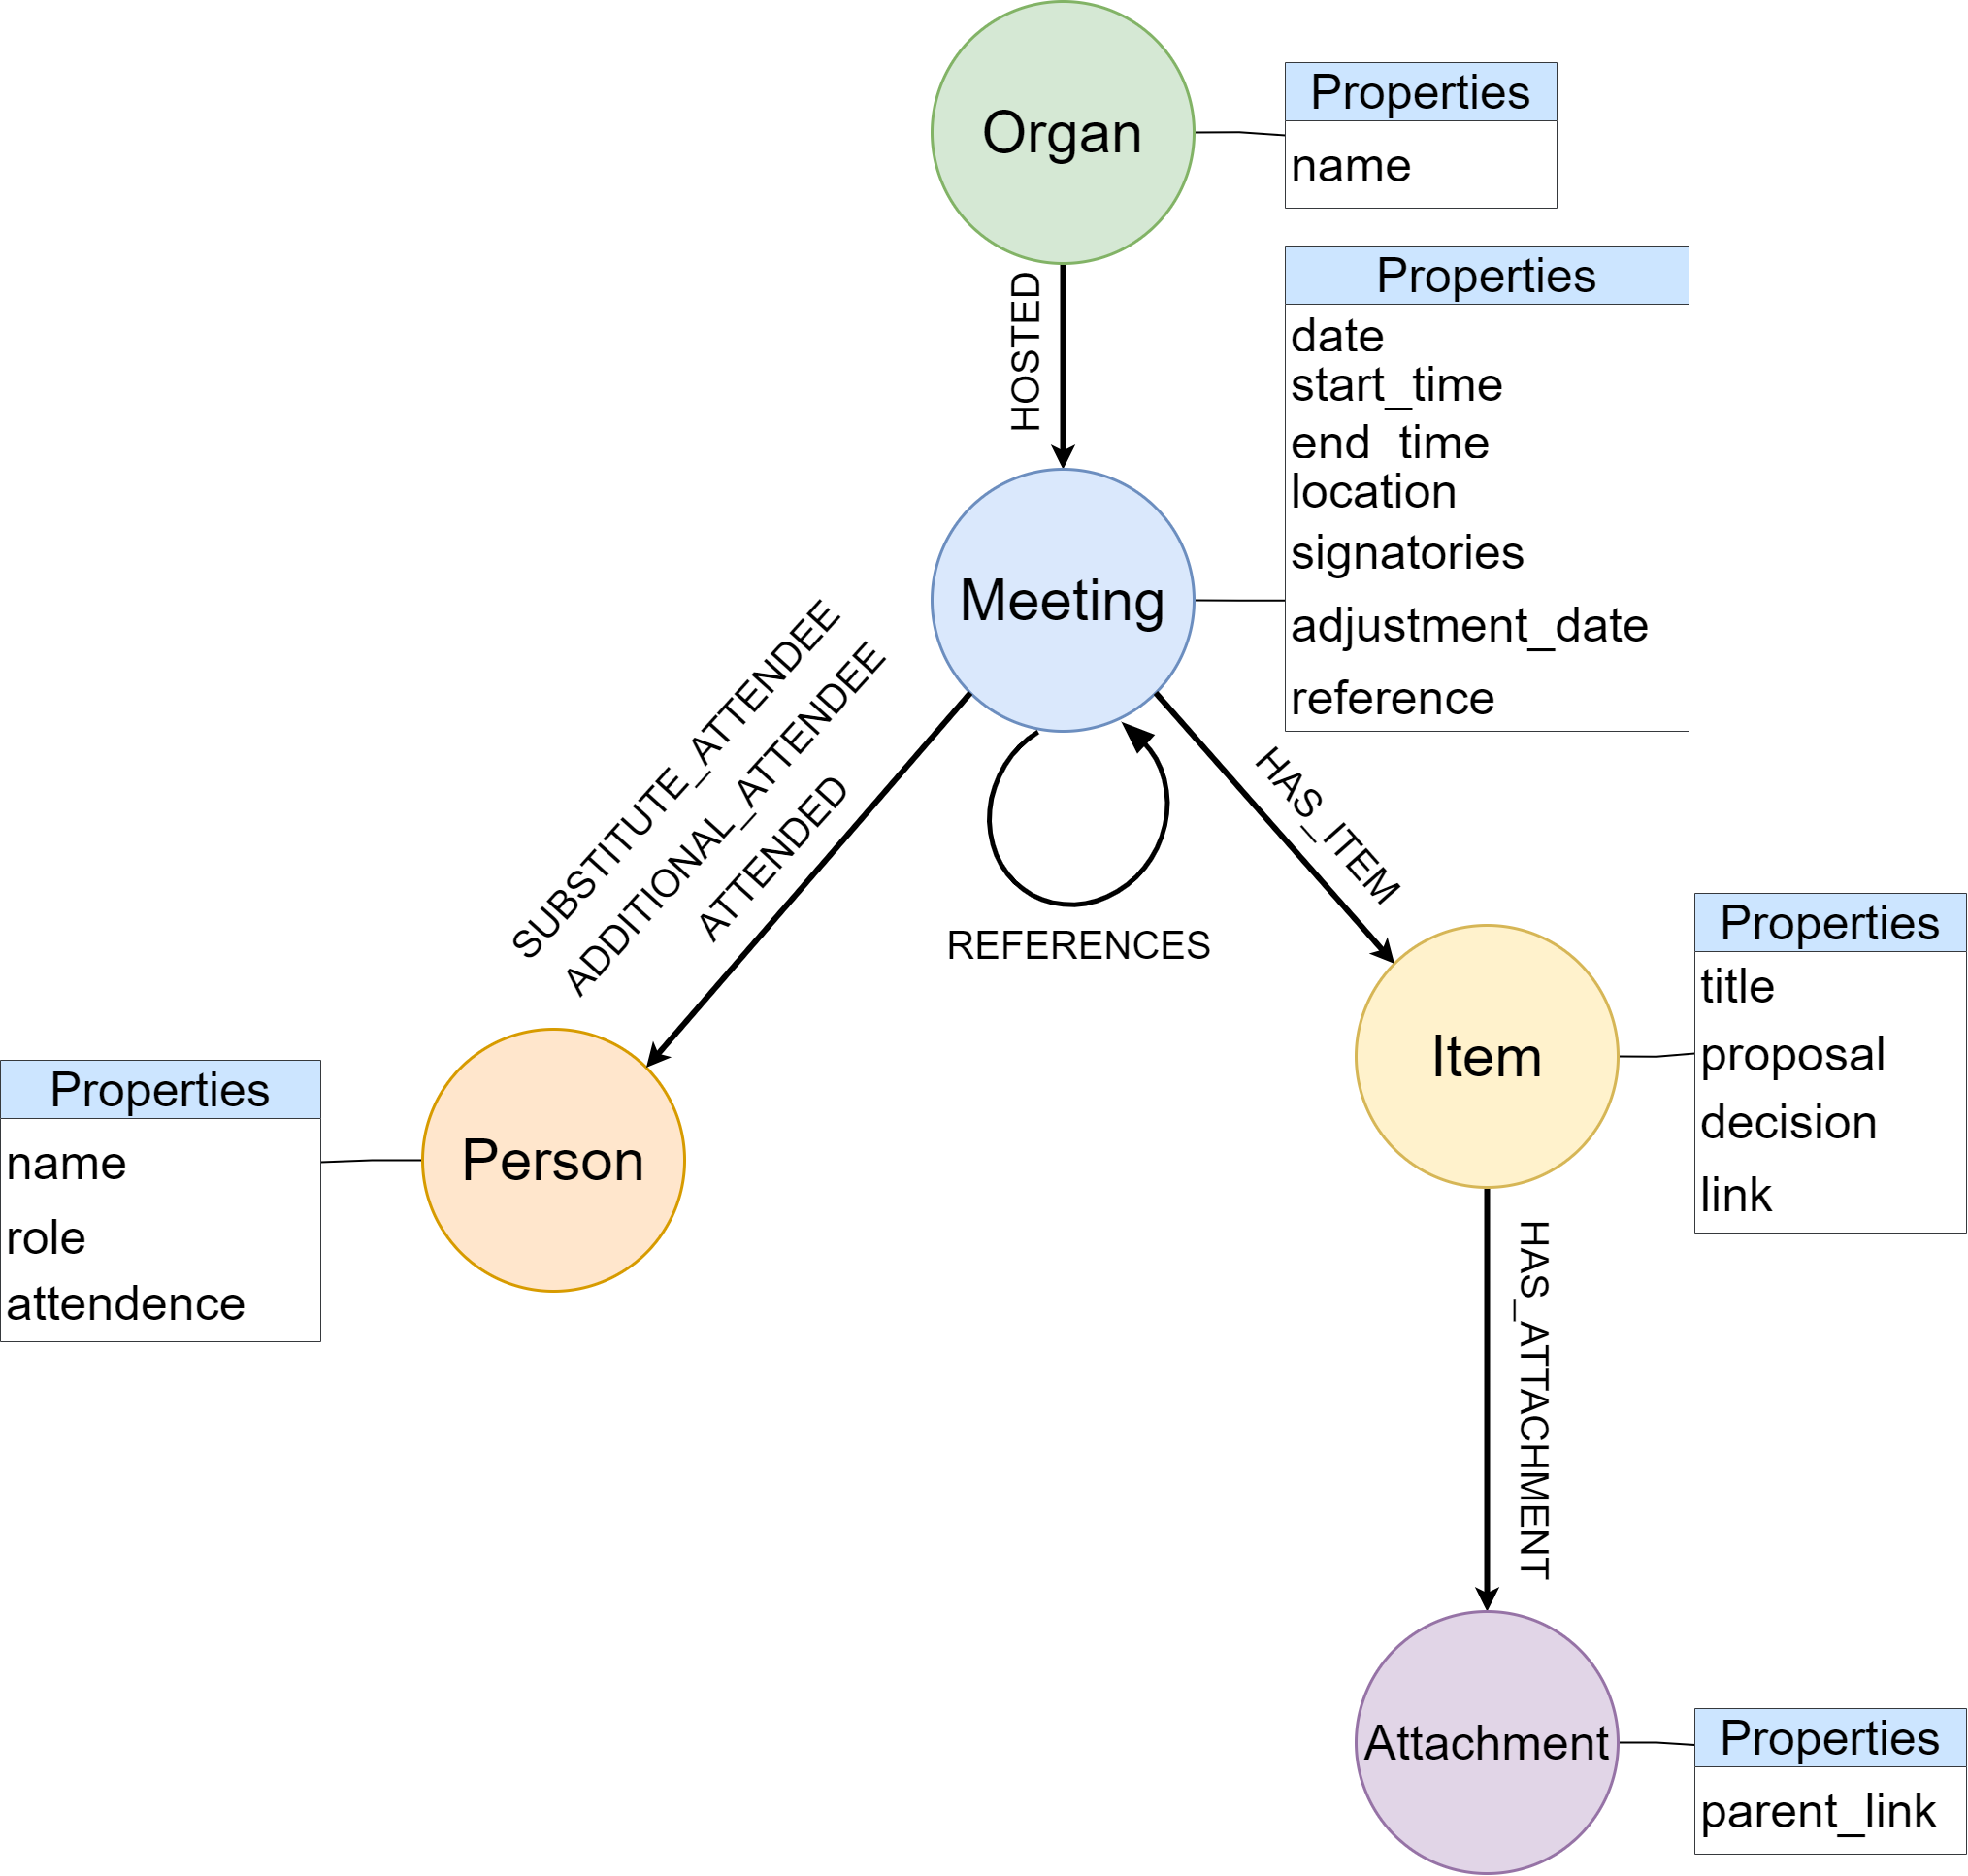 Organ
Properties
name
HOSTED
Properties
date
start_time
end_time
location
signatories
adjustment_date
reference
Meeting
SUBSTITUTE_ATTENDEE
ADDITIONAL_ATTENDEE
ATTENDED
REFERENCES
HAS_ITEM
Properties
title
proposal
decision
link
Item
Properties
name
role
attendence
Person
HAS_ATTACHMENT
Attachment
Properties
parent_link